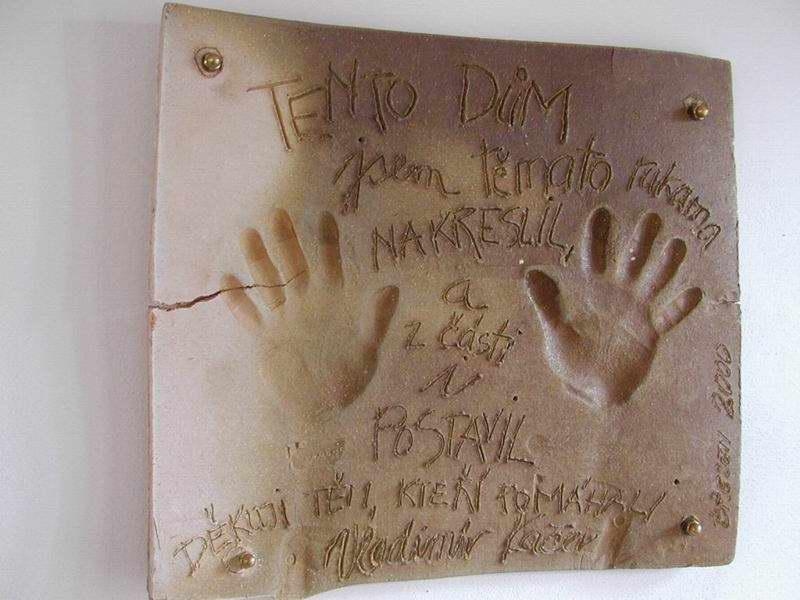 TENTO DŮM
jsem těmato rukama
NAKRESLIL,
a
z části
POSTAVIL
DĚKUJI TĚM, KTEŘÍ POMÁHALI
Vladimír Kačer
2000